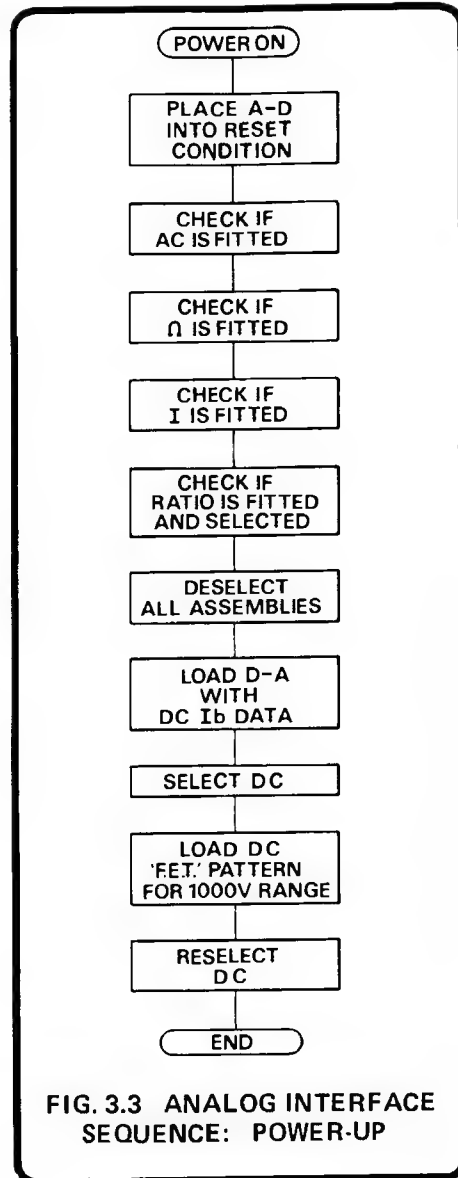 POWER ON
PLACE A-D
INTO RESET
CONDITION
CHECK IF
AC IS FITTED
CHECK IF
Ω IS FITTED
CHECK IF
I IS FITTED
CHECK IF
RATIO IS FITTED
AND SELECTED
DESELECT
ALL ASSEMBLIES
LOAD D-A
WITH
DC Ib DATA
SELECT DC
LOAD DC
'F.E.T.' PATTERN
FOR 1000V RANGE
RESELECT
DC
END
FIG. 3.3 ANALOG INTERFACE
SEQUENCE: POWER-UP